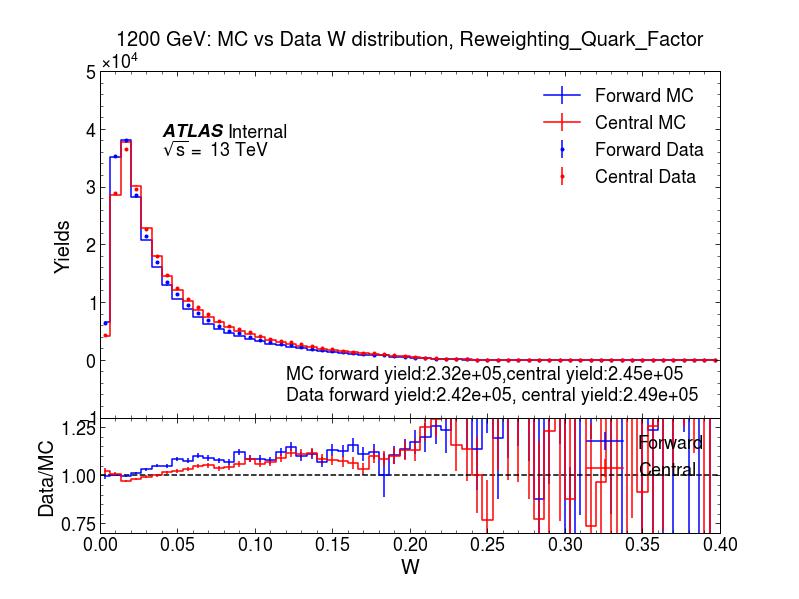 1200 GeV: MC vs Data W distribution, Reweighting_Quark_Factor
×10⁴
5
4
3
2
1
0
1
Yields
ATLAS Internal
√s = 13 TeV
Forward MC
Central MC
Forward Data
Central Data
MC forward yield:2.32e+05,central yield:2.45e+05
Data forward yield:2.42e+05, central yield:2.49e+05
1.25
1.00
0.75
Data/MC
Forward
Central
0.00 0.05 0.10 0.15 0.20 0.25 0.30 0.35 0.40
W